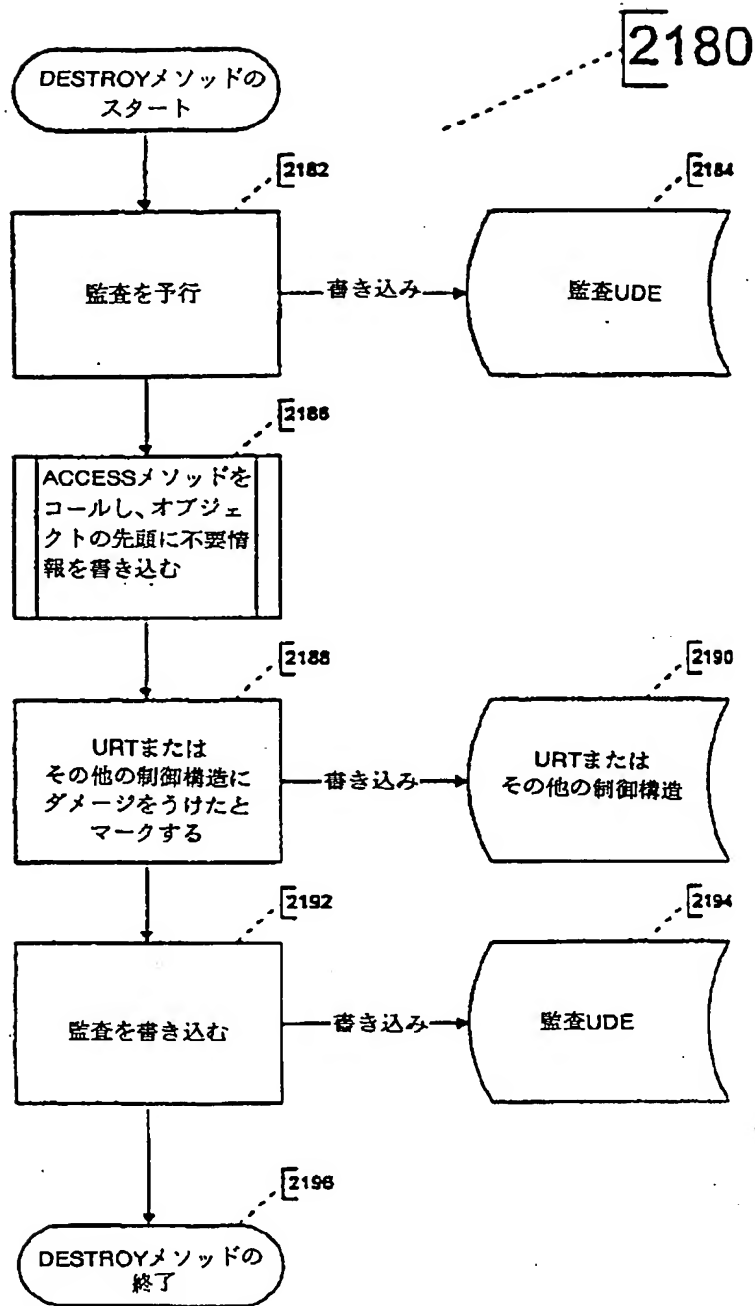 2180
DESTROYメソッドの
スタート
2182
監査を予行
書き込み
2184
監査UDE
2186
ACCESSメソッドを
コールし、オブジェ
クトの先頭に不要情
報を書き込む
2188
URTまたは
その他の制御構造に
ダメージをうけたと
マークする
書き込み
2190
URTまたは
その他の制御構造
2192
監査を書き込む
書き込み
2194
監査UDE
2196
DESTROYメソッドの
終了